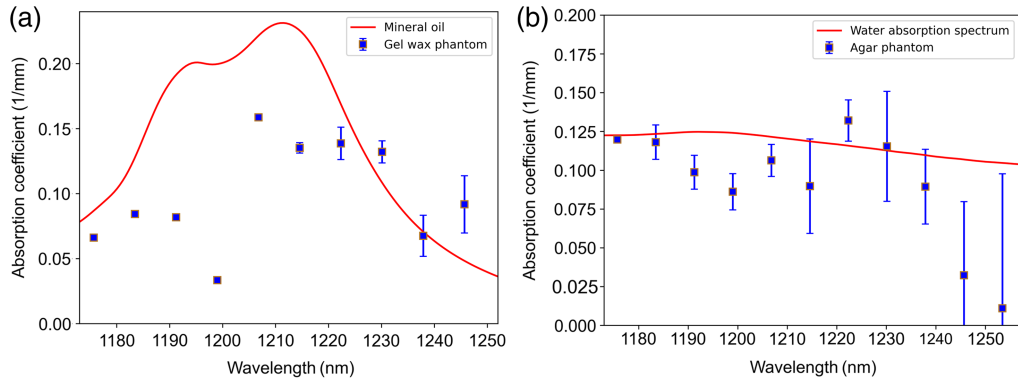 (a)
Mineral oil
Gel wax phantom
Absorption coefficient (1/mm)
0.20
0.15
0.10
0.05
0.00
1180 1190 1200 1210 1220 1230 1240 1250
Wavelength (nm)
(b)
Water absorption spectrum
Agar phantom
Absorption coefficient (1/mm)
0.200
0.175
0.150
0.125
0.100
0.075
0.050
0.025
0.000
1180 1190 1200 1210 1220 1230 1240 1250
Wavelength (nm)